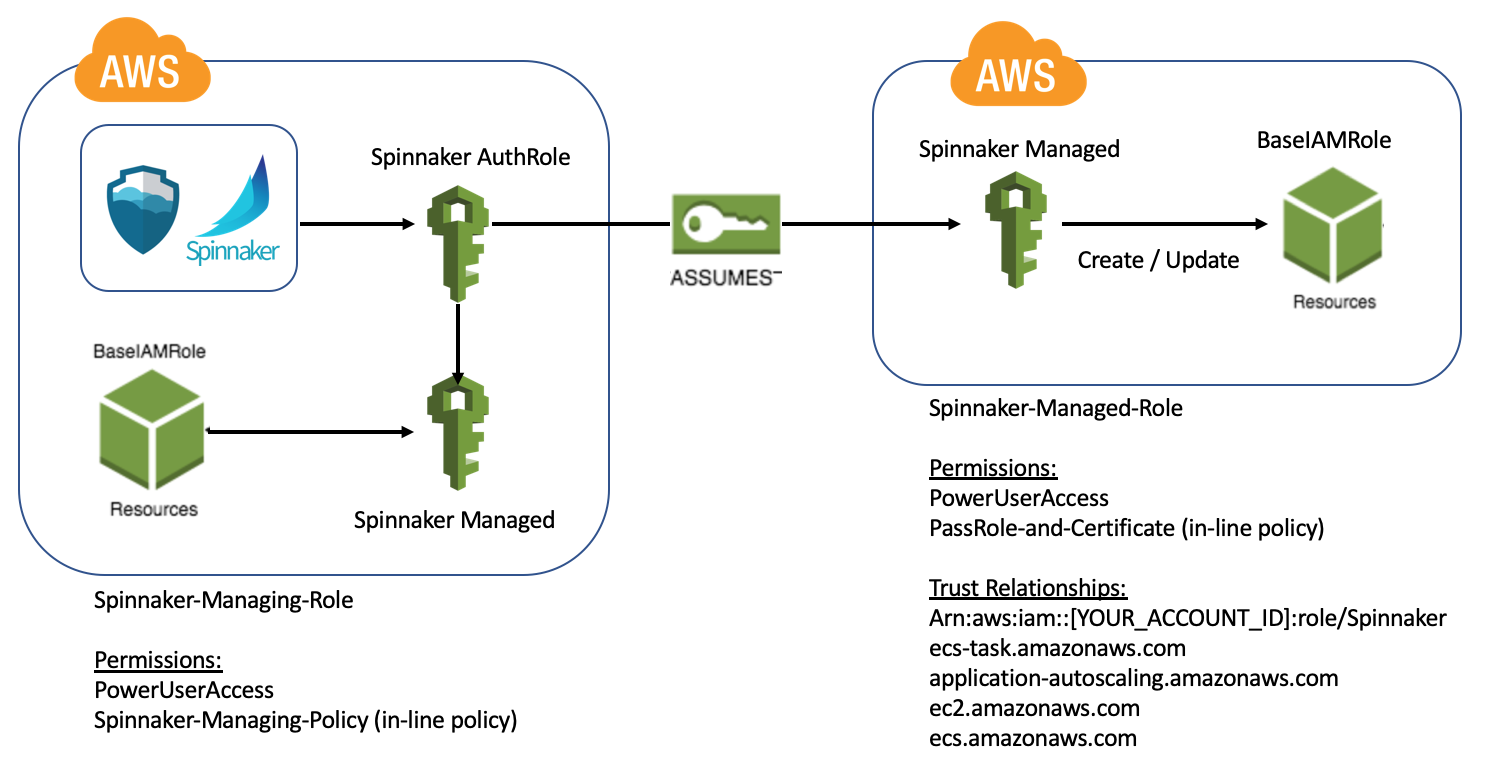 AWS
Spinnaker
Spinnaker AuthRole
BaseIAMRole
Resources
Spinnaker Managed
Spinnaker-Managing-Role
Permissions:
PowerUserAccess
Spinnaker-Managing-Policy (in-line policy)
ASSUMES
AWS
Spinnaker Managed
Create / Update
BaseIAMRole
Resources
Spinnaker-Managed-Role
Permissions:
PowerUserAccess
PassRole-and-Certificate (in-line policy)
Trust Relationships:
Arn:aws:iam::[YOUR_ACCOUNT_ID]:role/Spinnaker
ecs-task.amazonaws.com
application-autoscaling.amazonaws.com
ec2.amazonaws.com
ecs.amazonaws.com